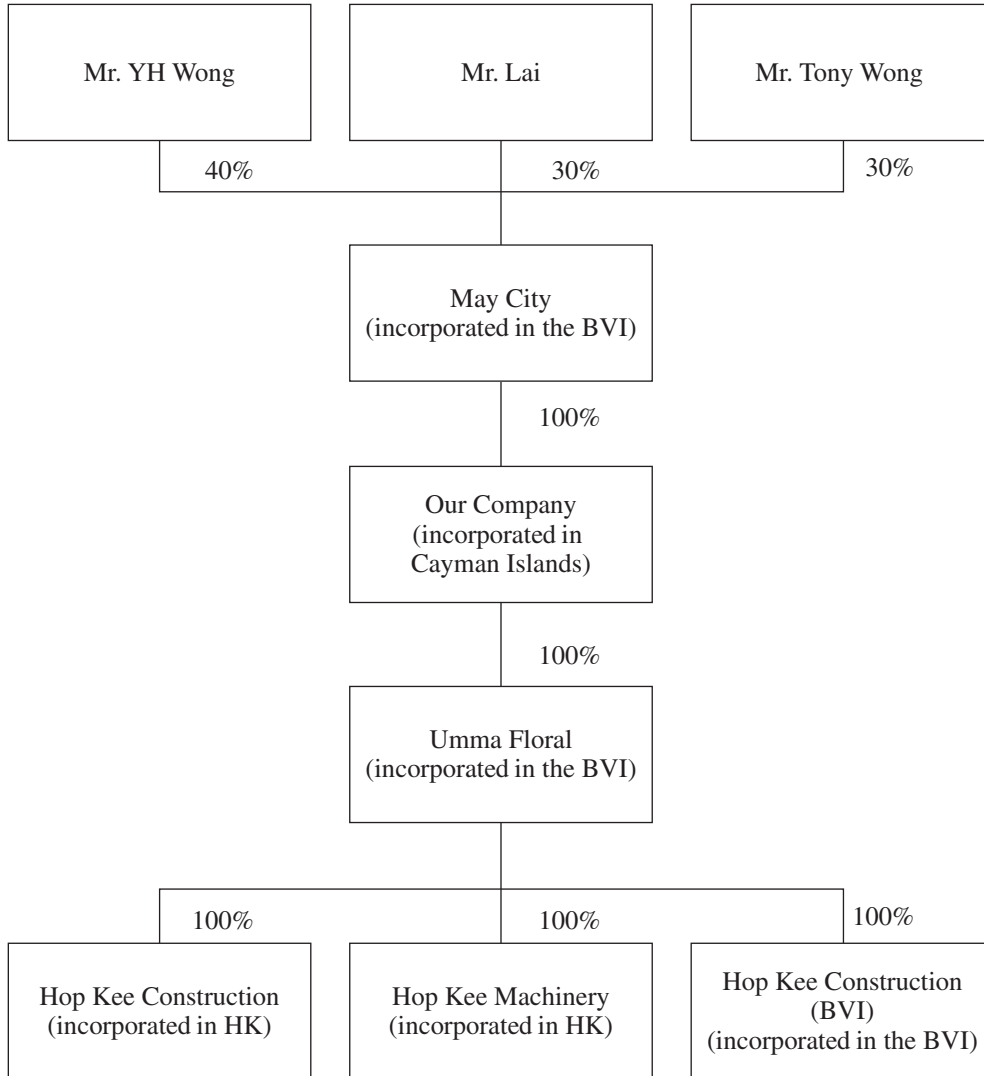 Mr. YH Wong
Mr. Lai
Mr. Tony Wong
40%
30%
30%
May City
(incorporated in the BVI)
100%
Our Company
(incorporated in
Cayman Islands)
100%
Umma Floral
(incorporated in the BVI)
100%
100%
100%
Hop Kee Construction
(incorporated in HK)
Hop Kee Machinery
(incorporated in HK)
Hop Kee Construction
(BVI)
(incorporated in the BVI)